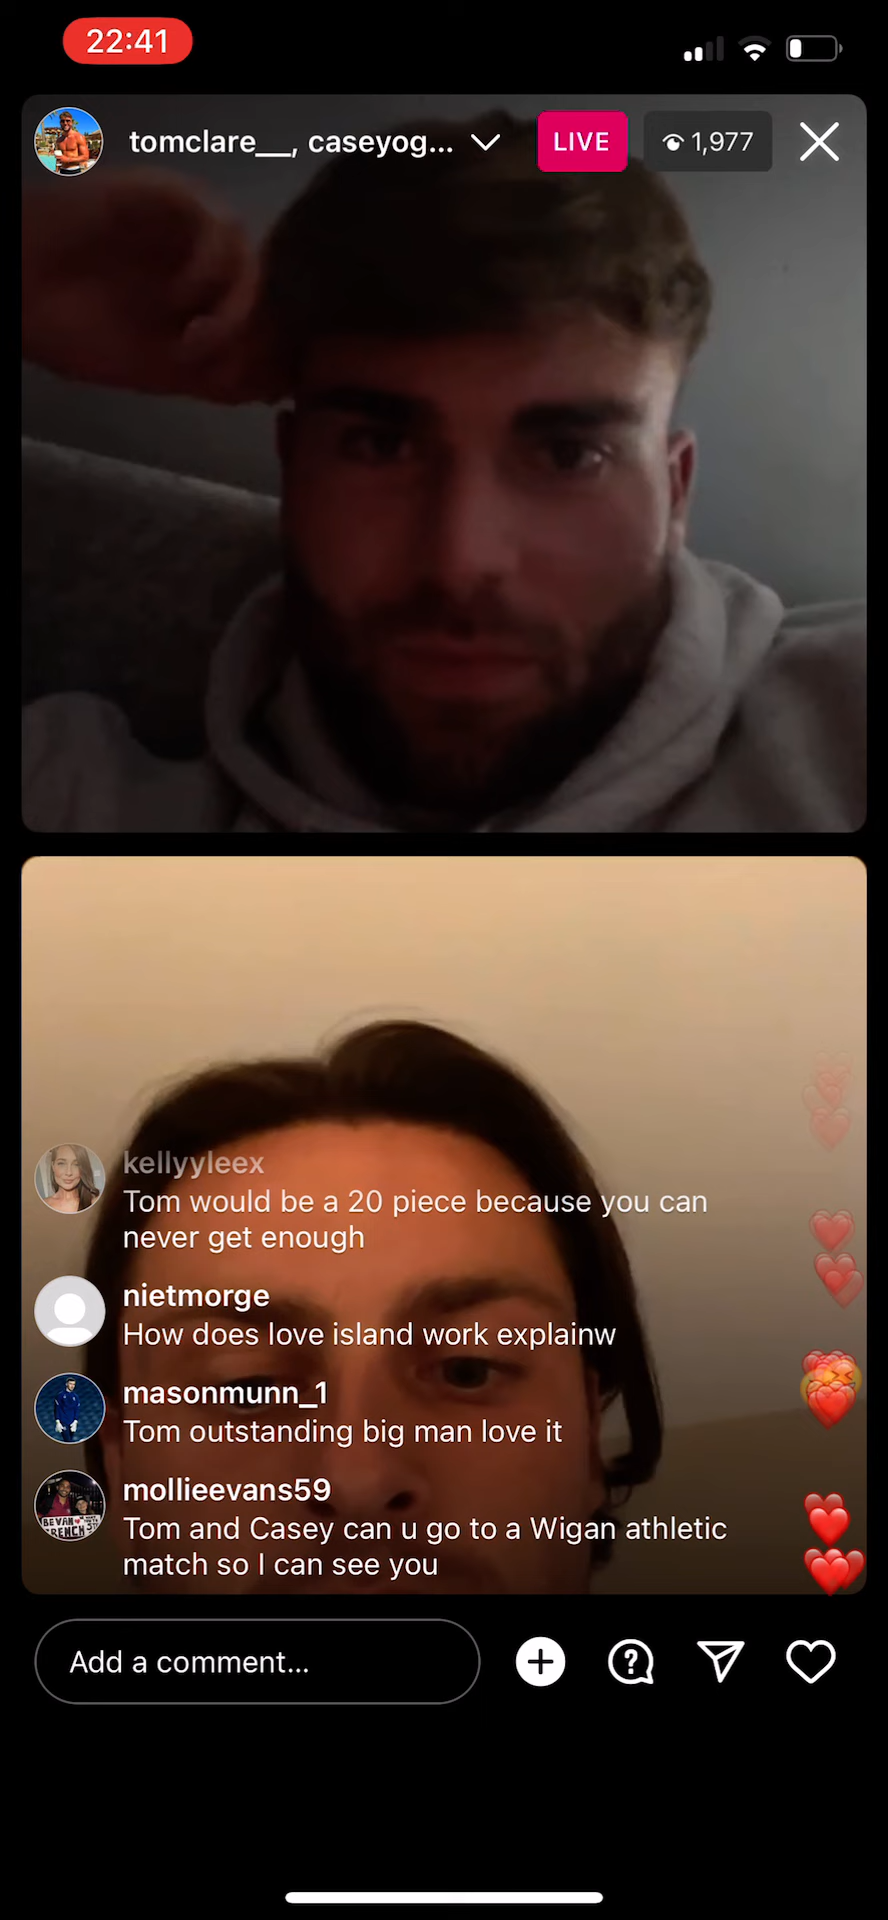 22:41
tomclare__, caseyog...
LIVE
1,977
kellyyleex
Tom would be a 20 piece because you can
never get enough
nietmorge
How does love island work explainw
masonmunn_1
Tom outstanding big man love it
mollieevans59
BEVAN
FRENCH
Tom and Casey can u go to a Wigan athletic
match so I can see you
Add a comment...